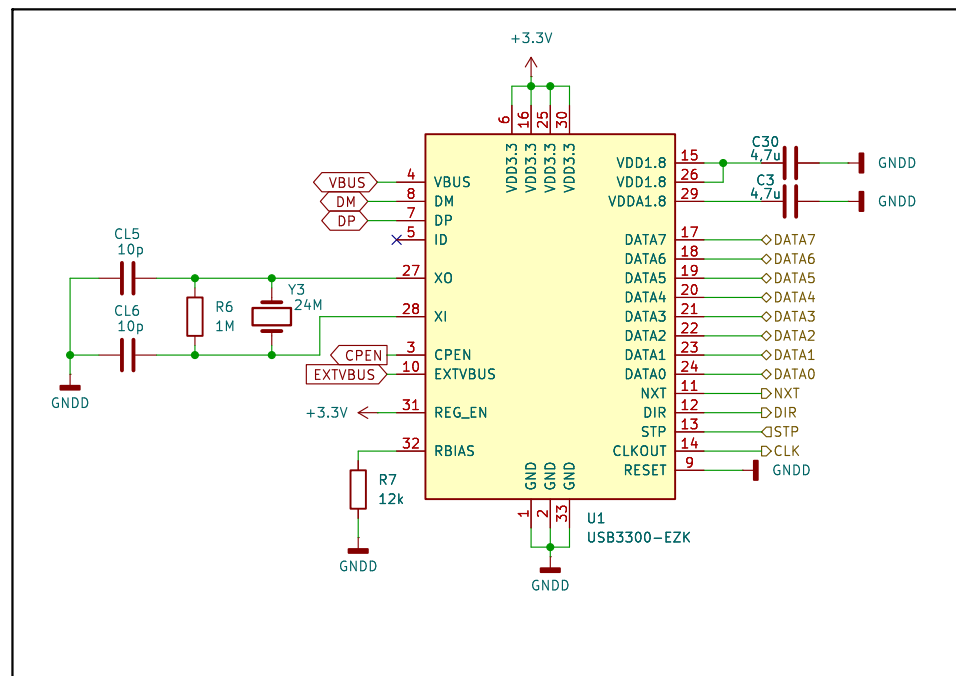 +3.3V
6
16
25
30
VDD3.3
VDD3.3
VDD3.3
VDD3.3
VBUS
4
VBUS
DM
8
DM
DP
7
DP
5
ID
27
XO
28
XI
CPEN
3
CPEN
EXTVBUS
10
EXTVBUS
+3.3V
31
REG_EN
32
RBIAS
CL5
10p
CL6
10p
R6
1M
Y3
24M
GNDD
R7
12k
GNDD
VDD1.8
15
VDD1.8
26
VDDA1.8
29
C30
4,7u
GNDD
C3
4,7u
GNDD
DATA7
17
DATA7
DATA6
18
DATA6
DATA5
19
DATA5
DATA4
20
DATA4
DATA3
21
DATA3
DATA2
22
DATA2
DATA1
23
DATA1
DATA0
24
DATA0
NXT
11
NXT
DIR
12
DIR
STP
13
STP
CLKOUT
14
CLK
RESET
9
GNDD
GND
GND
GND
1
2
33
U1
USB3300-EZK
GNDD